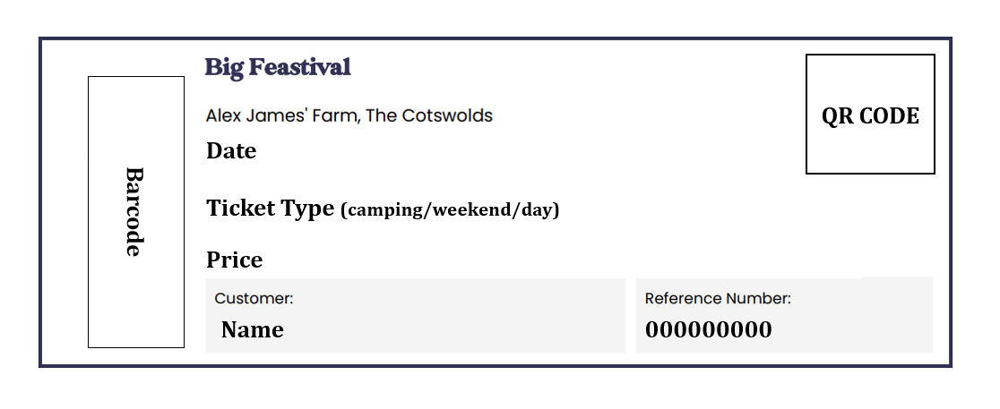 Big Feastival
Alex James' Farm, The Cotswolds
Date
Ticket Type (camping/weekend/day)
Price
Customer:
Name
Reference Number:
000000000
QR CODE
Barcode